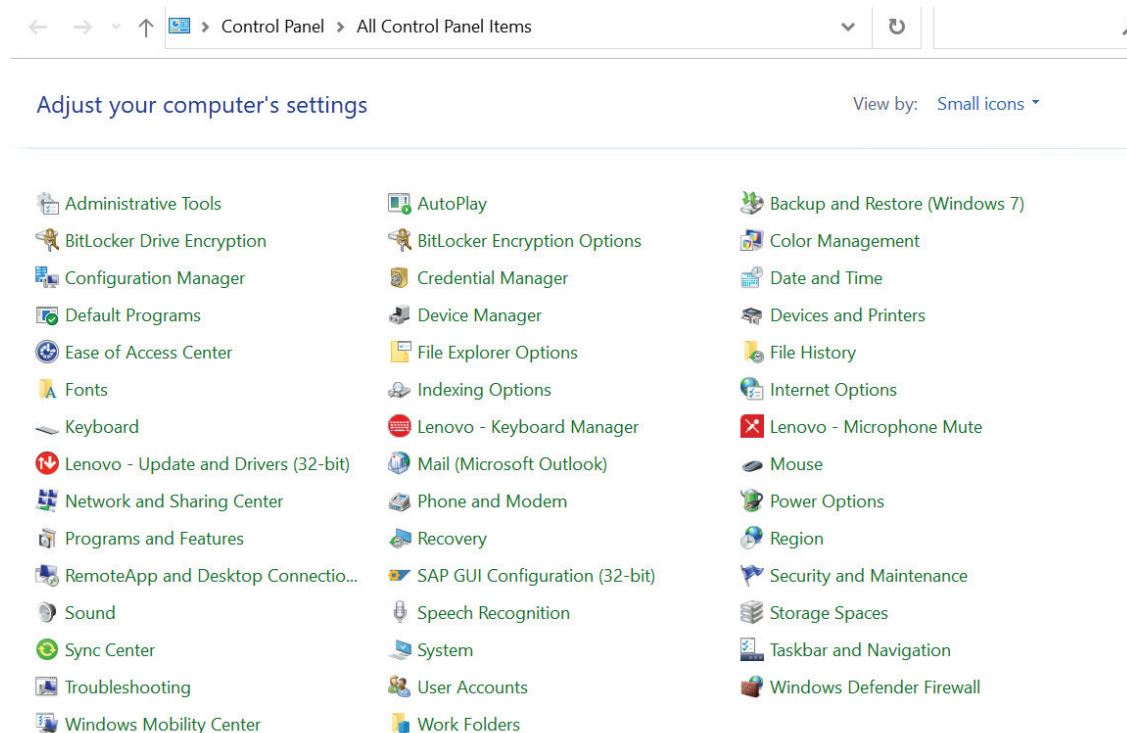 Control Panel > All Control Panel Items
Adjust your computer's settings
View by: Small icons
Administrative Tools AutoPlay Backup and Restore (Windows 7)
BitLocker Drive Encryption BitLocker Encryption Options Color Management
Configuration Manager Credential Manager Date and Time
Default Programs Device Manager Devices and Printers
Ease of Access Center File Explorer Options File History
Fonts Indexing Options Internet Options
Keyboard Lenovo - Keyboard Manager Lenovo - Microphone Mute
Lenovo - Update and Drivers (32-bit) Mail (Microsoft Outlook) Mouse
Network and Sharing Center Phone and Modem Power Options
Programs and Features Recovery Region
RemoteApp and Desktop Connectio... SAP GUI Configuration (32-bit) Security and Maintenance
Sound Speech Recognition Storage Spaces
Sync Center System Taskbar and Navigation
Troubleshooting User Accounts Windows Defender Firewall
Windows Mobility Center Work Folders